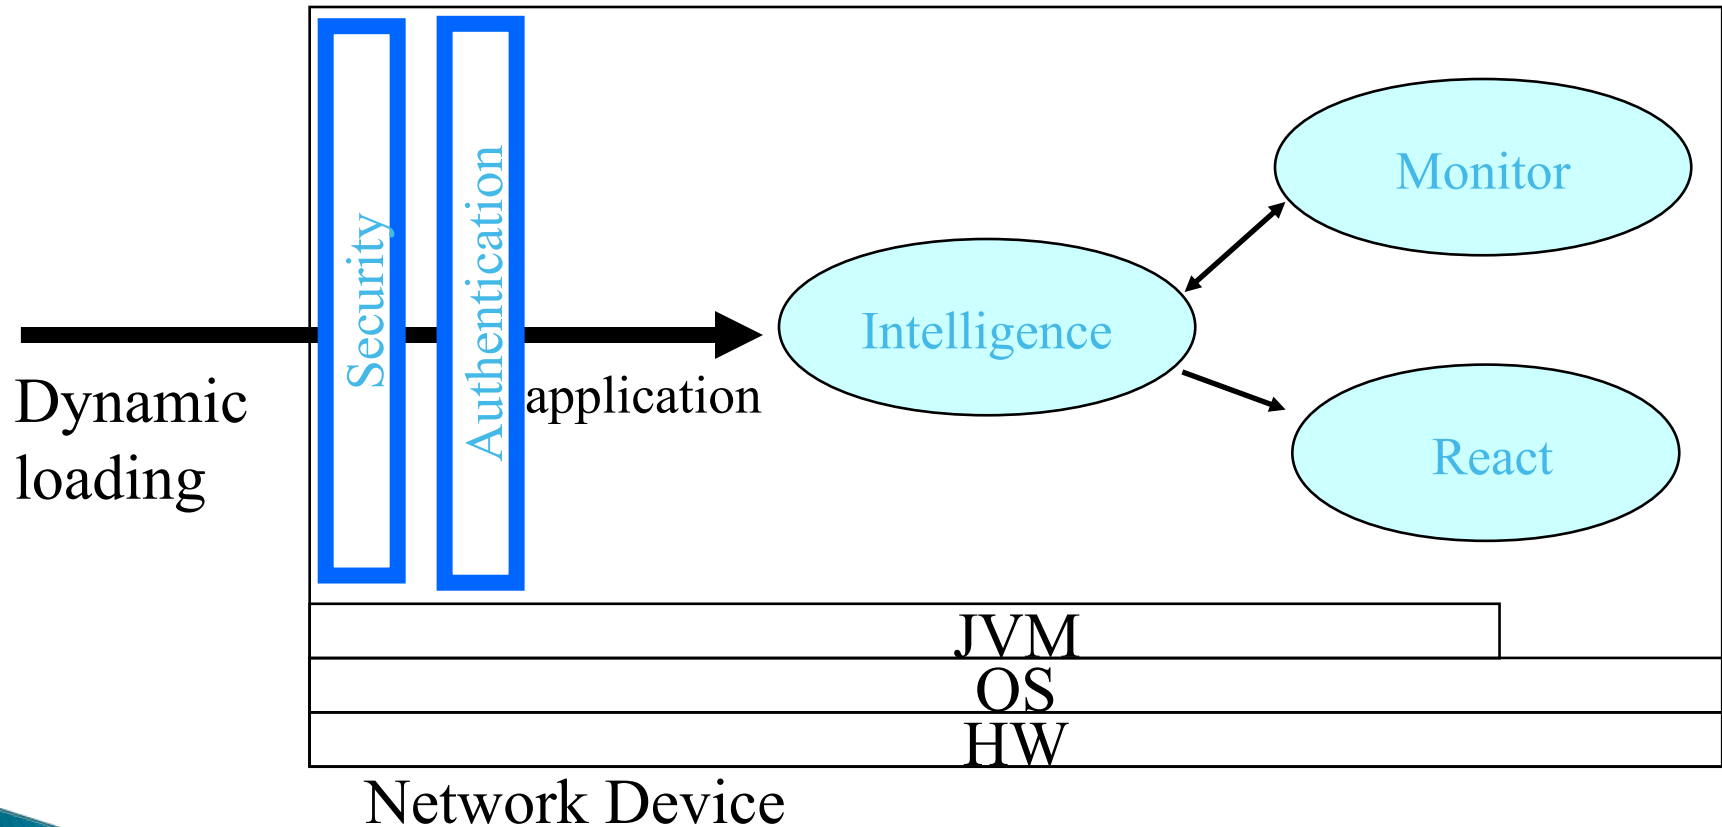 Security
Authentication
Monitor
Intelligence
Dynamic
loading
application
React
JVM
OS
HW
Network Device